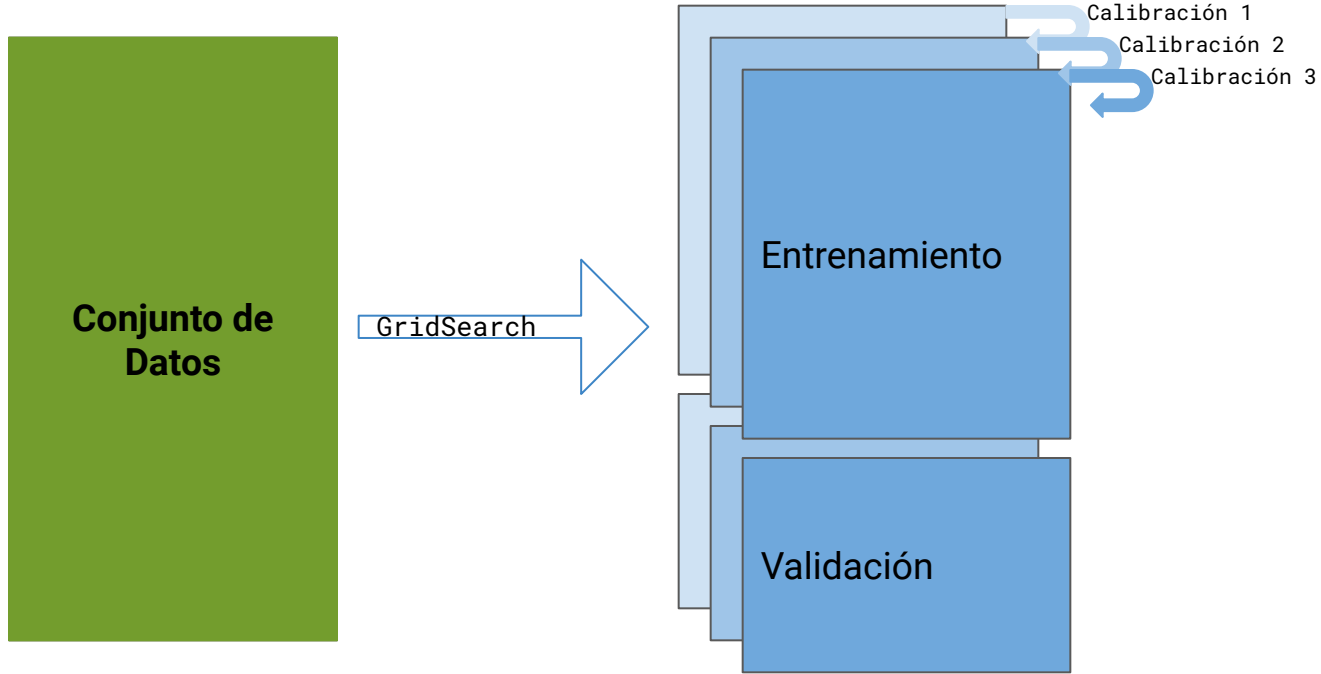 Calibración 1
Calibración 2
Calibración 3
Entrenamiento
Conjunto de
Datos
GridSearch
Validación